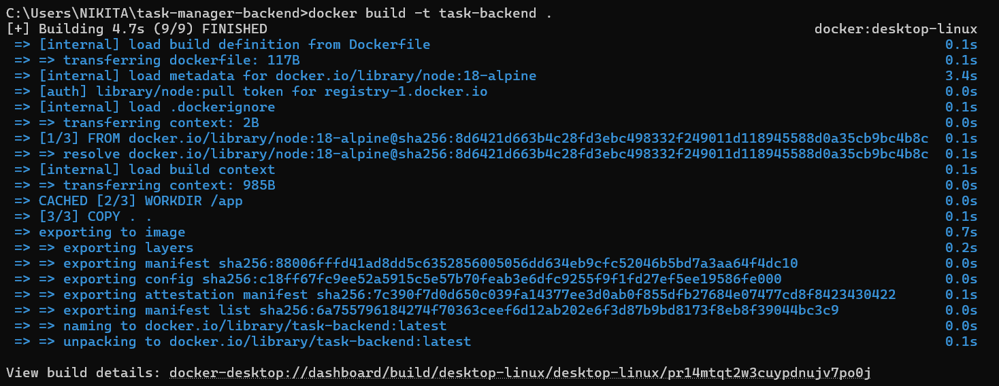 C:\Users\NIKITA\task-manager-backend>docker build -t task-backend .
[+] Building 4.7s (9/9) FINISHED docker:desktop-linux
=> [internal] load build definition from Dockerfile 0.1s
=> => transferring dockerfile: 117B 0.1s
=> [internal] load metadata for docker.io/library/node:18-alpine 3.4s
=> [auth] library/node:pull token for registry-1.docker.io 0.0s
=> [internal] load .dockerignore 0.1s
=> => transferring context: 2B 0.0s
=> [1/3] FROM docker.io/library/node:18-alpine@sha256:8d6421d663b4c28fd3ebc498332f249011d118945588d0a35cb9bc4b8c 0.1s
=> => resolve docker.io/library/node:18-alpine@sha256:8d6421d663b4c28fd3ebc498332f249011d118945588d0a35cb9bc4b8c 0.1s
=> [internal] load build context 0.1s
=> => transferring context: 985B 0.0s
=> CACHED [2/3] WORKDIR /app 0.0s
=> [3/3] COPY . . 0.1s
=> exporting to image 0.7s
=> => exporting layers 0.2s
=> => exporting manifest sha256:88006fffd41ad8dd5c6352856005056dd634eb9cfc52046b5bd7a3aa64f4dc10 0.0s
=> => exporting config sha256:c18ff67fc9ee52a5915c5e57b70feab3e6dfc9255f9f1fd27ef5ee19586fe000 0.0s
=> => exporting attestation manifest sha256:7c390f7d0d650c039fa14377ee3d0ab0f855dfb27684e07477cd8f8423430422 0.1s
=> => exporting manifest list sha256:6a755796184274f70363ceef6d12ab202e6f3d87b9bd8173f8eb8f39044bc3c9 0.0s
=> => naming to docker.io/library/task-backend:latest 0.0s
=> => unpacking to docker.io/library/task-backend:latest 0.1s
View build details: docker-desktop://dashboard/build/desktop-linux/desktop-linux/pr14mtqt2w3cuypdnujv7po0j